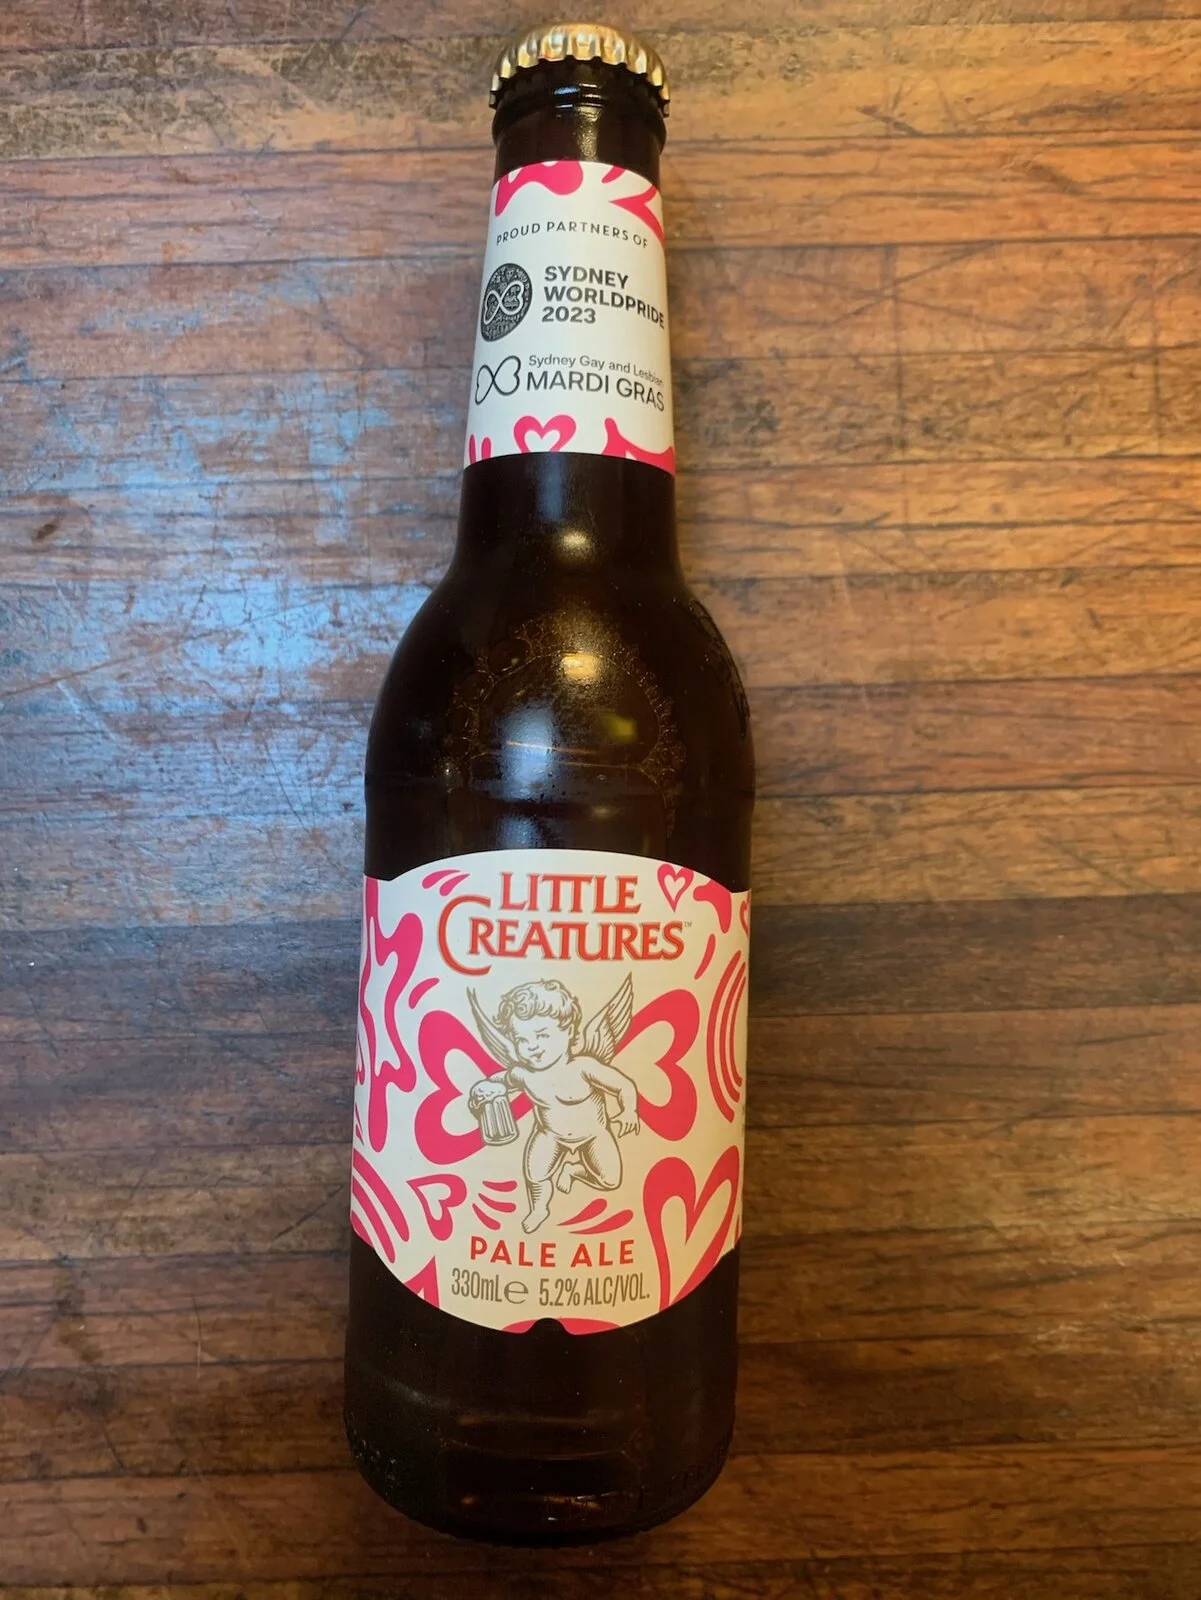 PROUD PARTNERS OF
SYDNEY
WORLDPRIDE
2023
Sydney Gay and Lesbian
MARDI GRAS
LITTLE
CREATURES™
PALE ALE
330mL℮ 5.2% ALC/VOL.